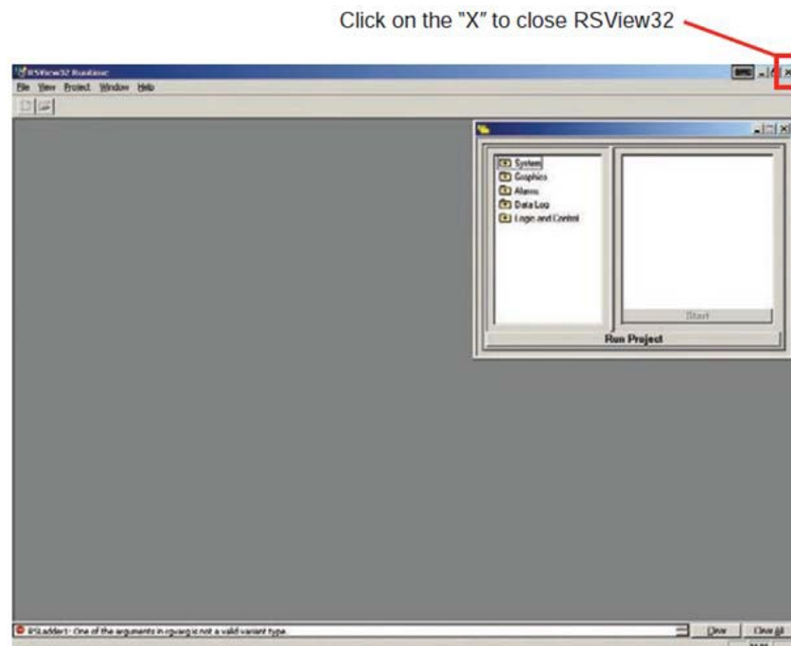 Click on the "X" to close RSView32
RSView32 Runtime
File View Project Window Help
System
Graphics
Alarms
Data Log
Logic and Control
Start
Run Project
RSLadder1: One of the arguments in rgvarg is not a valid variant type.
Clear
Clear All